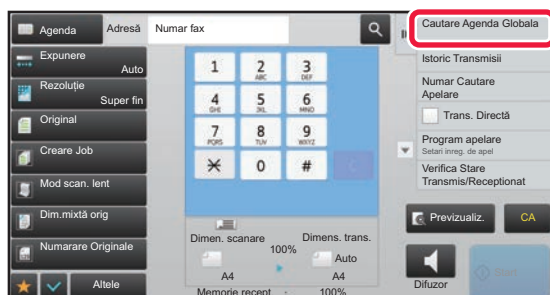 Agenda
Adresă
Numar fax
Cautare Agenda Globala
Expunere
Auto
Rezoluţie
Super fin
Original
Creare Job
Mod scan. lent
Dim.mixtă orig
Numarare Originale
Altele
1
2
ABC
3
DEF
4
GHI
5
JKL
6
MNO
7
PQRS
8
TUV
9
WXYZ
0
#
Dimen. scanare
100%
Dimens. trans.
Auto
A4
A4
Memorie recept. :
100%
Istoric Transmisii
Numar Cautare
Apelare
Trans. Directă
Program apelare
Setari inreg. de apel
Verifica Stare
Transmis/Receptionat
Previzualiz.
CA
Difuzor
Start